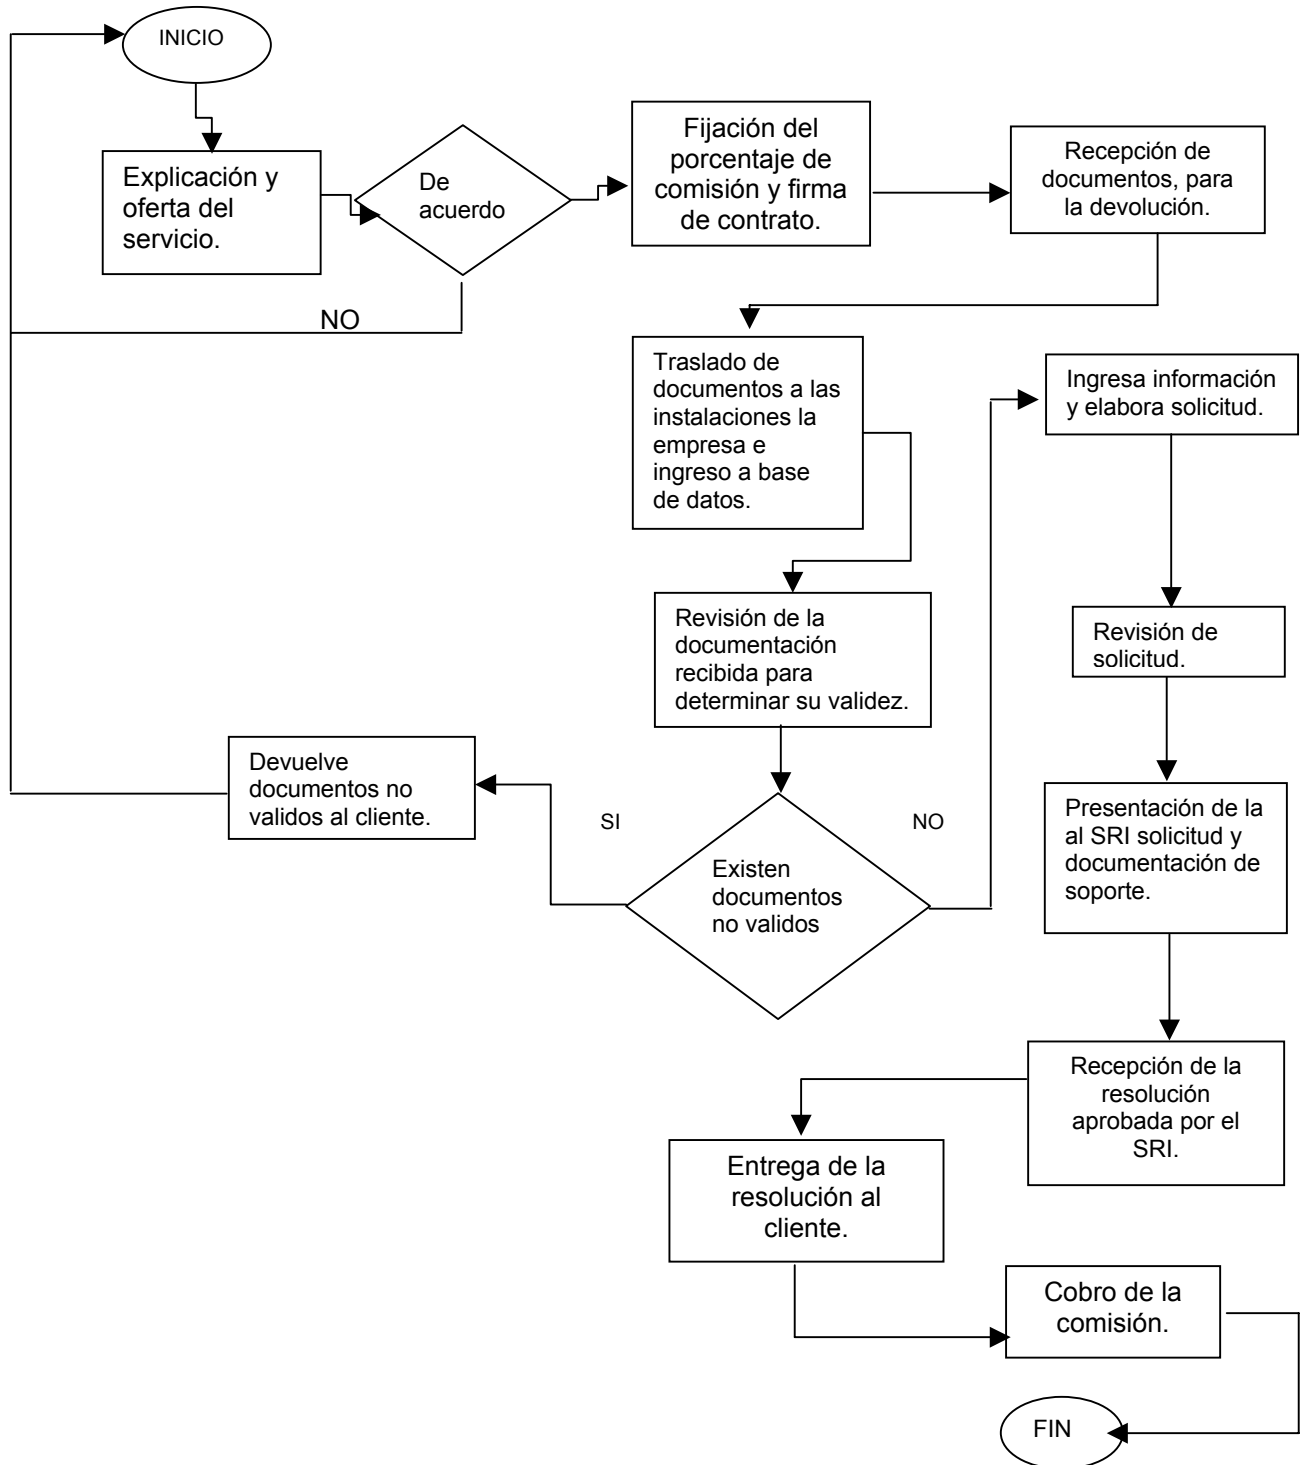 INICIO
Explicación y
oferta del
servicio.
De
acuerdo
Fijación del
porcentaje de
comisión y firma
de contrato.
Recepción de
documentos, para
la devolución.
NO
Traslado de
documentos a las
instalaciones la
empresa e
ingreso a base
de datos.
Ingresa información
y elabora solicitud.
Revisión de la
documentación
recibida para
determinar su validez.
Revisión de
solicitud.
Devuelve
documentos no
validos al cliente.
SI
NO
Existen
documentos
no validos
Presentación de la
al SRI solicitud y
documentación de
soporte.
Recepción de la
resolución
aprobada por el
SRI.
Entrega de la
resolución al
cliente.
Cobro de la
comisión.
FIN